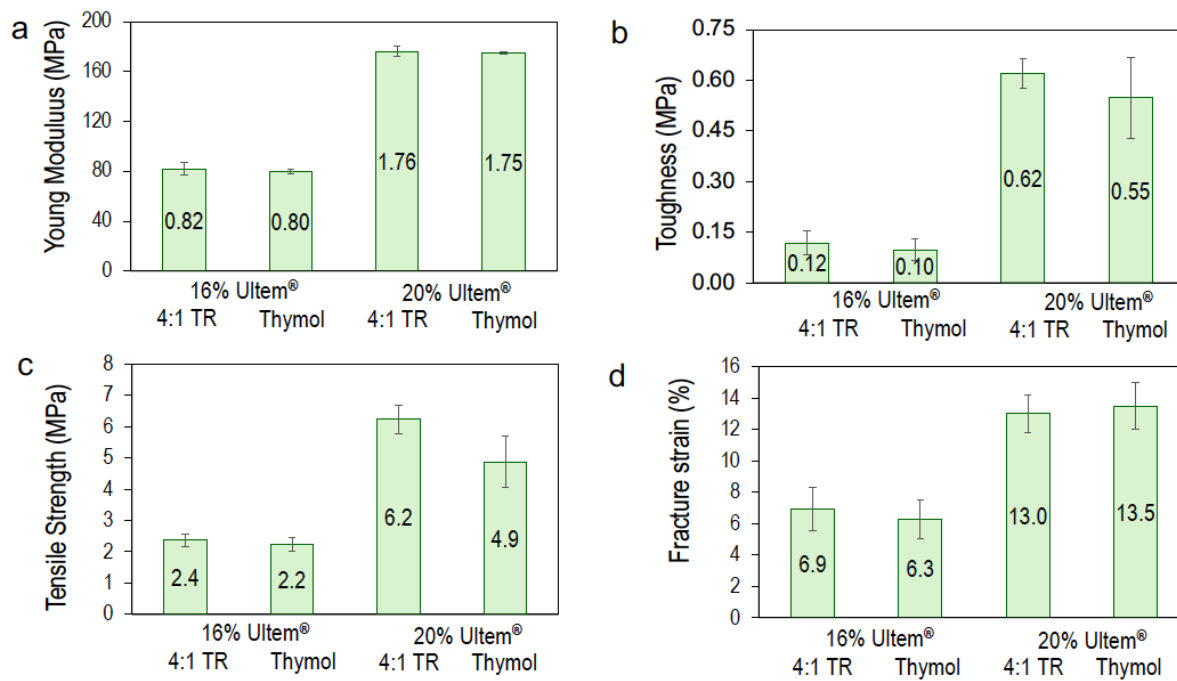 a
Young Moduluus (MPa)
200
160
120
80
40
0
0.82
0.80
1.76
1.75
16% Ultem® 20% Ultem®
4:1 TR Thymol 4:1 TR Thymol
b
Toughness (MPa)
0.75
0.60
0.45
0.30
0.15
0.00
0.12
0.10
0.62
0.55
16% Ultem® 20% Ultem®
4:1 TR Thymol 4:1 TR Thymol
c
Tensile Strength (MPa)
8
7
6
5
4
3
2
1
0
2.4
2.2
6.2
4.9
16% Ultem® 20% Ultem®
4:1 TR Thymol 4:1 TR Thymol
d
Fracture strain (%)
16
14
12
10
8
6
4
2
0
6.9
6.3
13.0
13.5
16% Ultem® 20% Ultem®
4:1 TR Thymol 4:1 TR Thymol